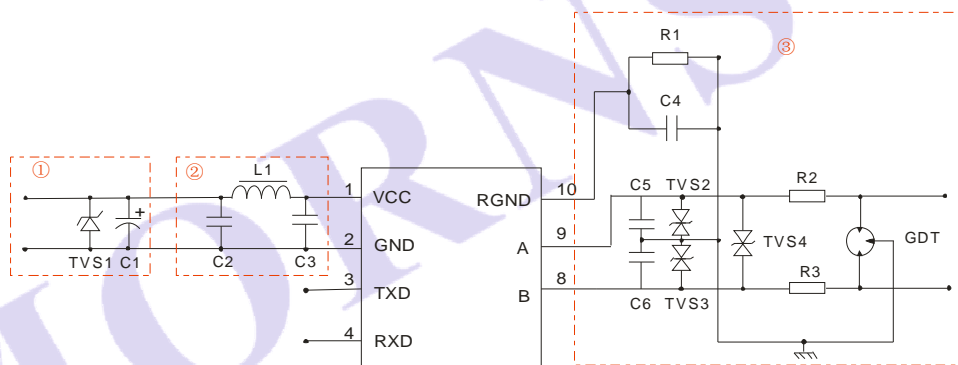 ①
②
③
R1
C4
L1
1
VCC
RGND
10
C5
TVS2
R2
2
GND
A
9
TVS4
GDT
TVS1
C1
C2
C3
3
TXD
B
8
R3
C6
TVS3
4
RXD
MORNS